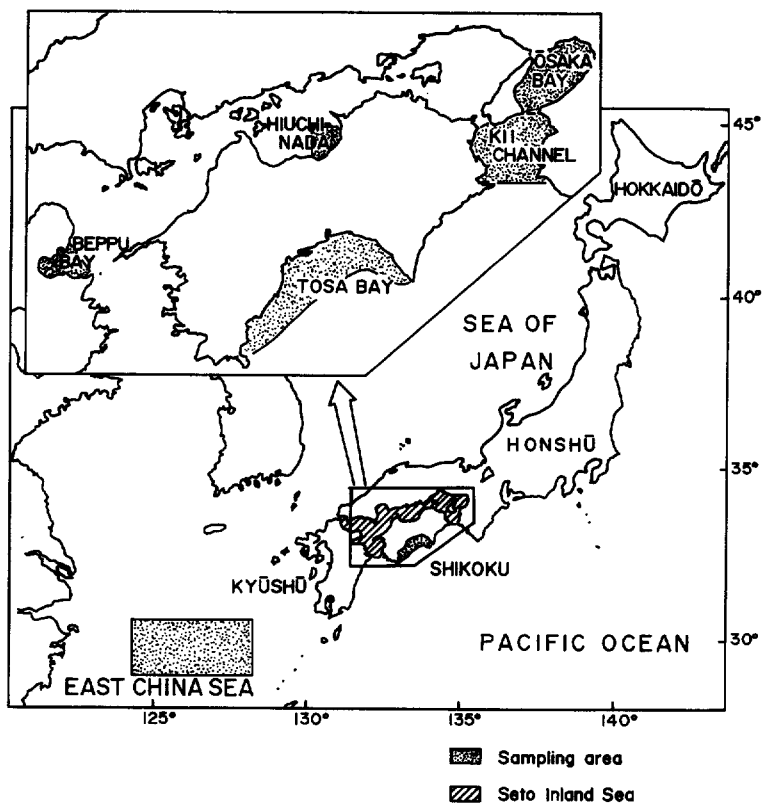 ŌSAKA
BAY
HIUCHI
NADA
KII
CHANNEL
BEPPU
BAY
TOSA BAY
45°
HOKKAIDŌ
40°
SEA OF
JAPAN
HONSHŪ
35°
KYŪSHŪ
SHIKOKU
PACIFIC OCEAN
30°
EAST CHINA SEA
125°
130°
135°
140°
Sampling area
Seto Inland Sea